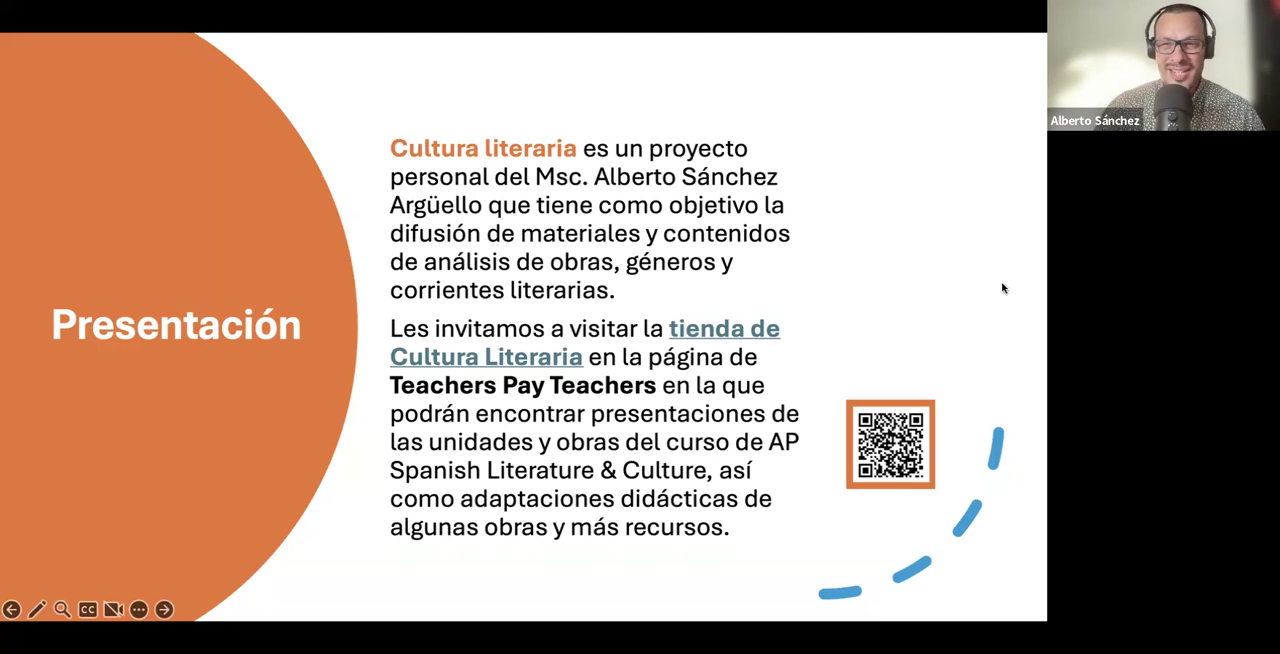 Alberto Sánchez
Presentación
Cultura literaria es un proyecto
personal del Msc. Alberto Sánchez
Argüello que tiene como objetivo la
difusión de materiales y contenidos
de análisis de obras, géneros y
corrientes literarias.
Les invitamos a visitar la tienda de
Cultura Literaria en la página de
Teachers Pay Teachers en la que
podrán encontrar presentaciones de
las unidades y obras del curso de AP
Spanish Literature & Culture, así
como adaptaciones didácticas de
algunas obras y más recursos.
CC